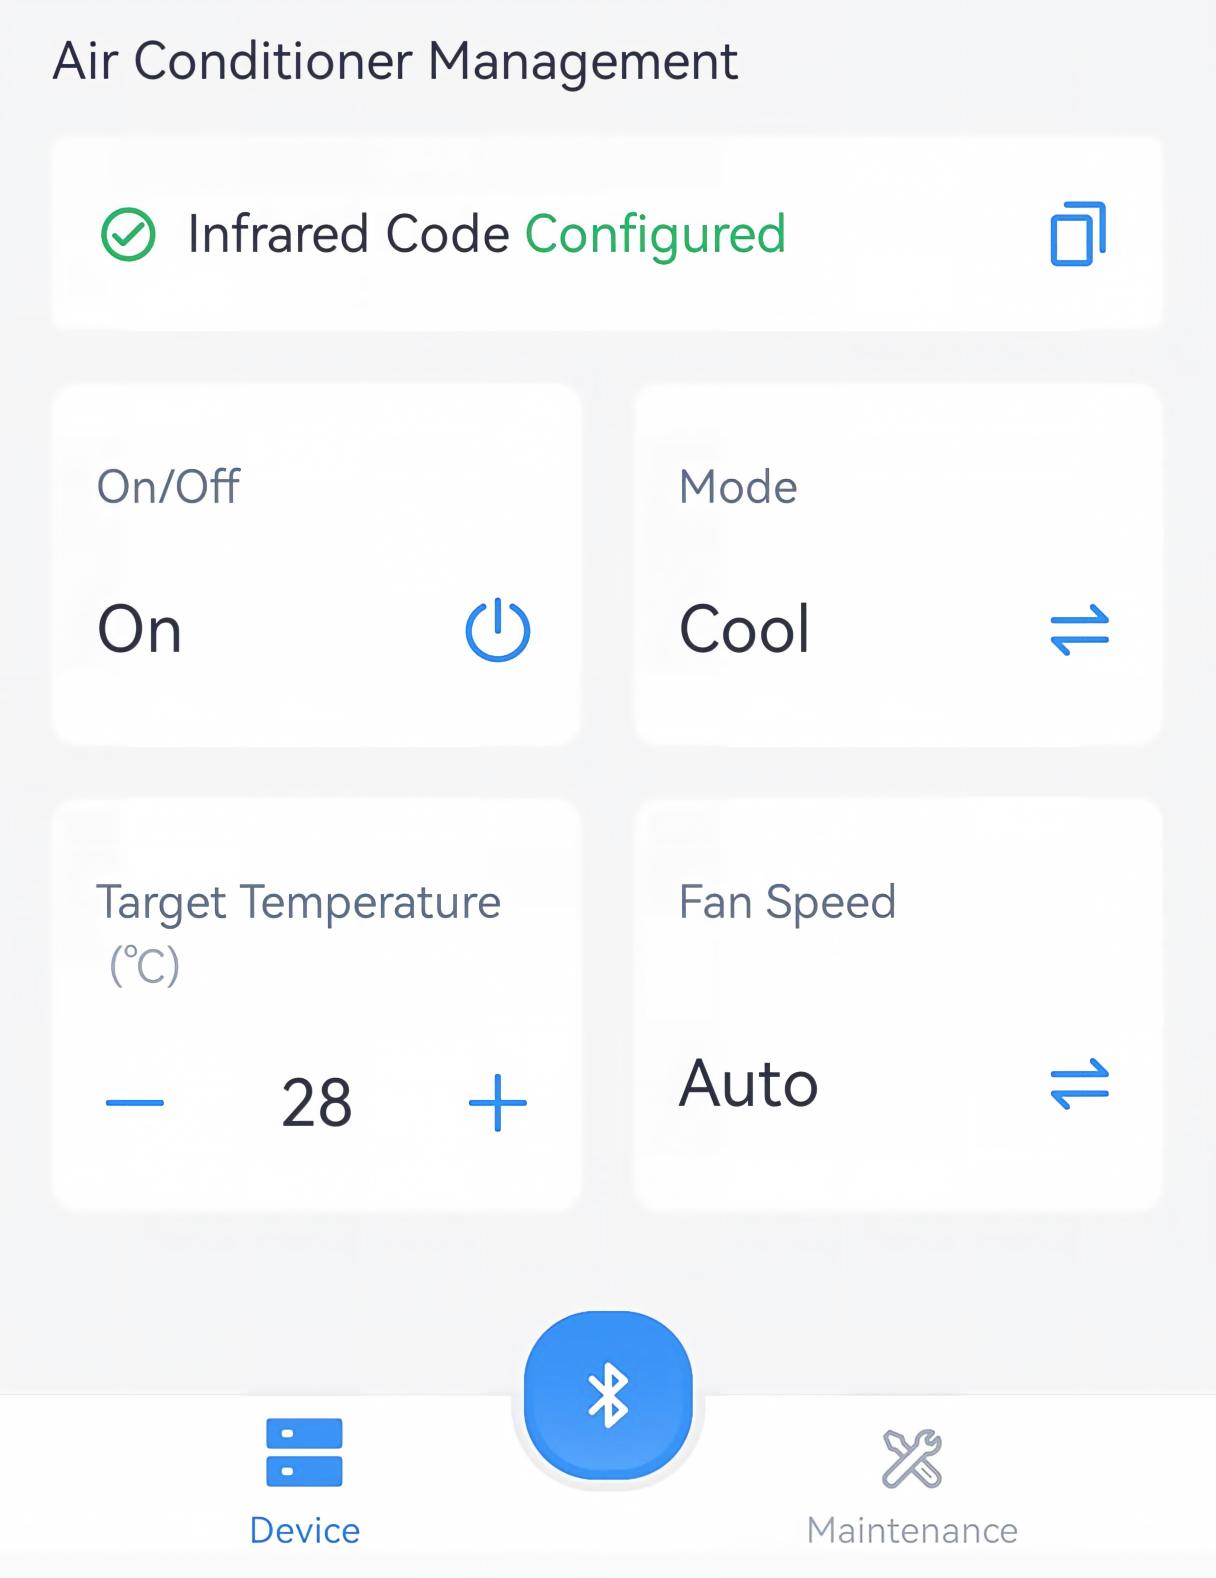 Air Conditioner Management
Infrared Code Configured
On/Off
On
Mode
Cool
Target Temperature
(℃)
28
Fan Speed
Auto
Device
Maintenance